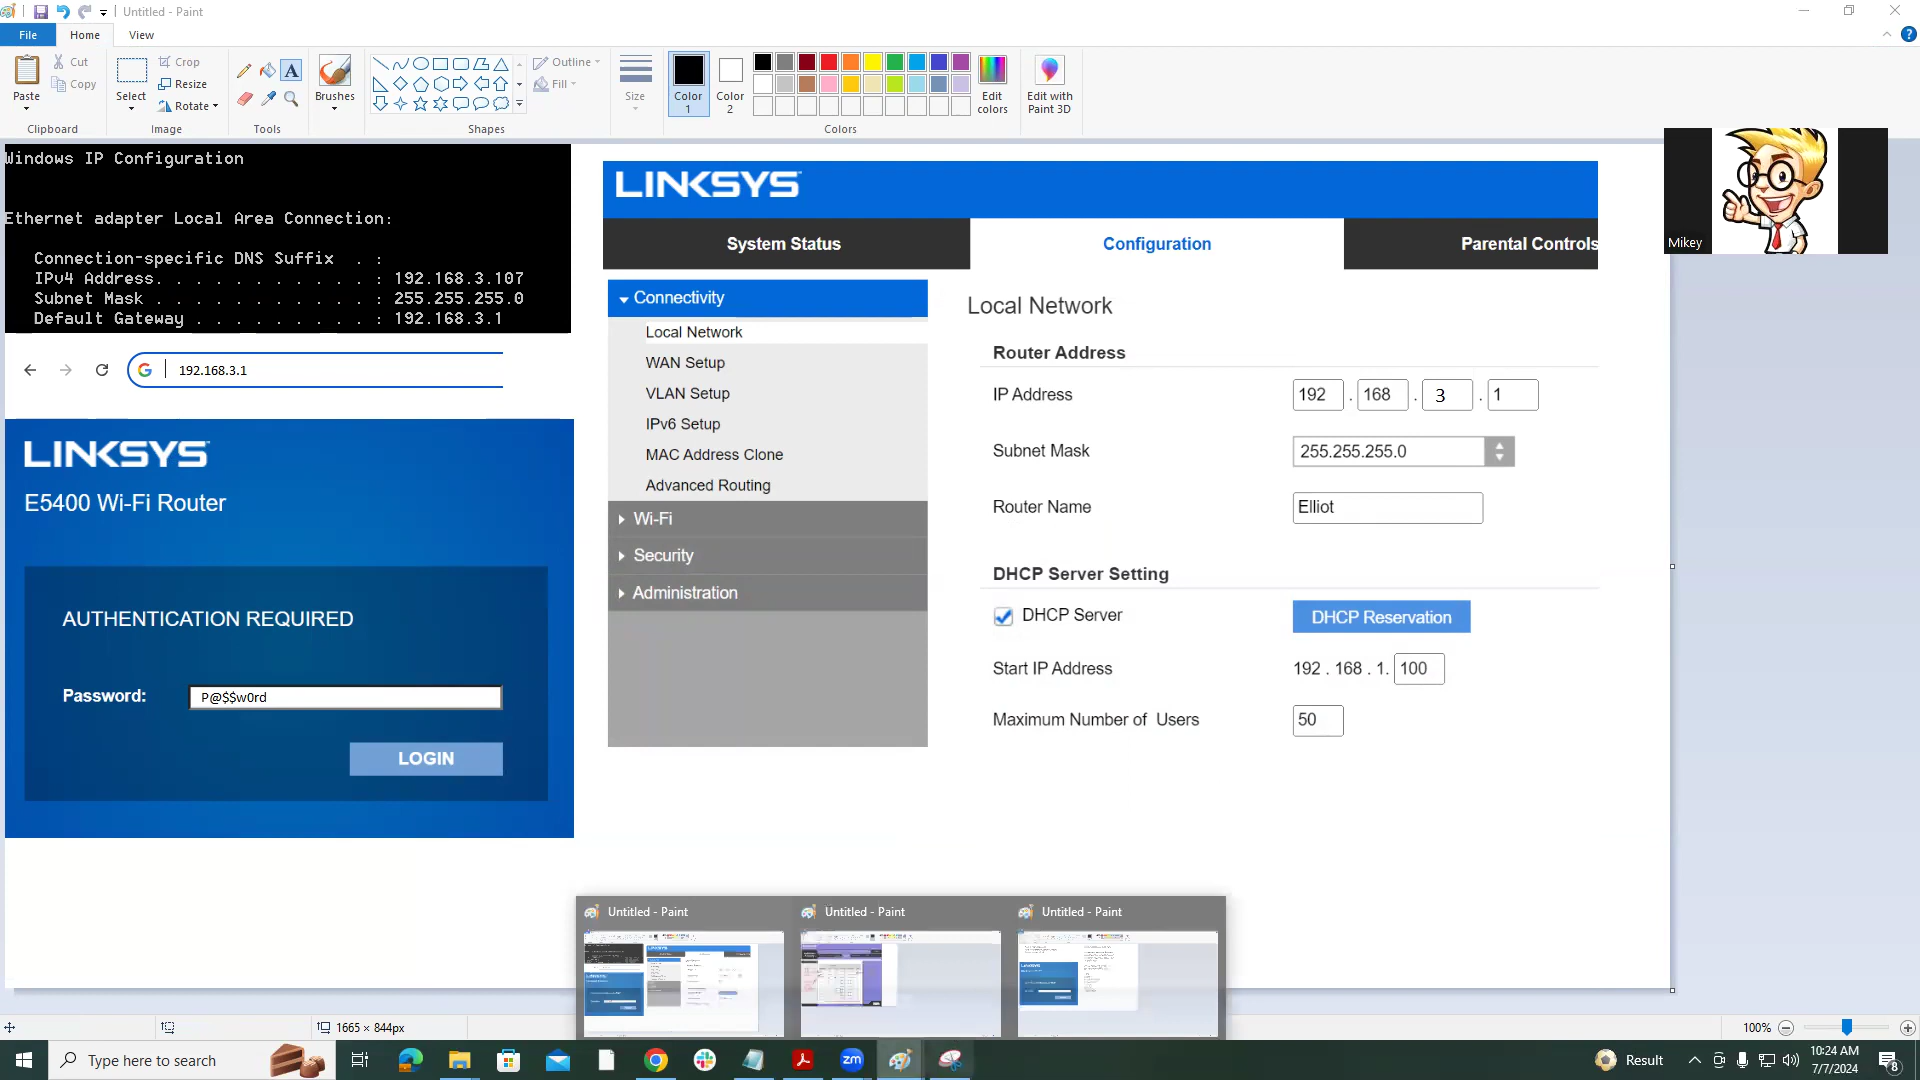 Untitled - Paint
File
Home
View
Paste
Cut
Copy
Clipboard
Select
Crop
Resize
Rotate
Image
A
Tools
Brushes
Shapes
Outline
Fill
Size
Color
1
Color
2
Edit
colors
Colors
Edit with
Paint 3D
Windows IP Configuration
Ethernet adapter Local Area Connection:
Connection-specific DNS Suffix . :
IPv4 Address. . . . . . . . . . . : 192.168.3.107
Subnet Mask . . . . . . . . . . . : 255.255.255.0
Default Gateway . . . . . . . . . : 192.168.3.1
192.168.3.1
LINKSYS
E5400 Wi-Fi Router
AUTHENTICATION REQUIRED
Password: P@$$w0rd
LOGIN
LINKSYS
System Status
Configuration
Parental Controls
Connectivity
Local Network
WAN Setup
VLAN Setup
IPv6 Setup
MAC Address Clone
Advanced Routing
Wi-Fi
Security
Administration
Local Network
Router Address
IP Address 192 . 168 . 3 . 1
Subnet Mask 255.255.255.0
Router Name Elliot
DHCP Server Setting
DHCP Server DHCP Reservation
Start IP Address 192 . 168 . 1. 100
Maximum Number of Users 50
Mikey
Untitled - Paint
Untitled - Paint
Untitled - Paint
1665 × 844px
100%
Type here to search
zm
Result
10:24 AM
7/7/2024
8